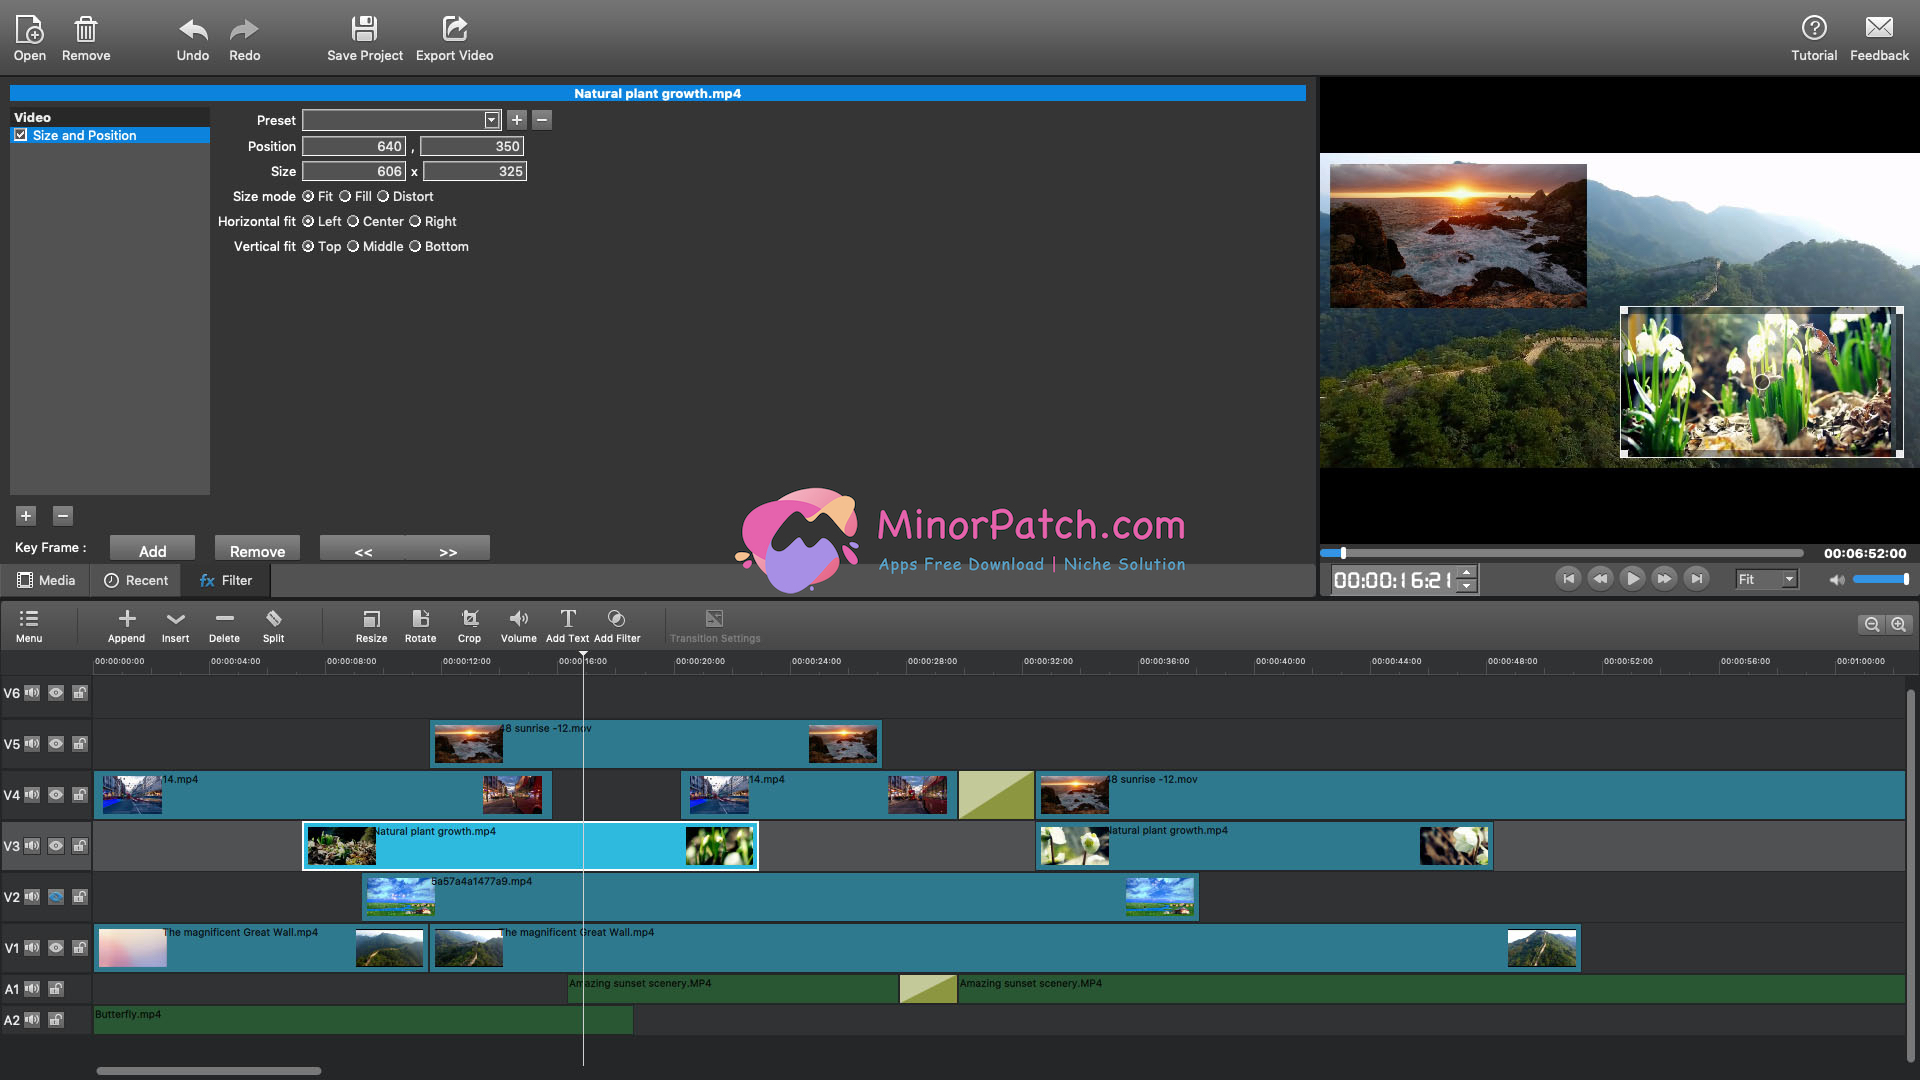 Open Remove Undo Redo Save Project Export Video Tutorial Feedback
Natural plant growth.mp4
Video
Size and Position
Preset
Position 640 , 350
Size 606 x 325
Size mode Fit Fill Distort
Horizontal fit Left Center Right
Vertical fit Top Middle Bottom
MinorPatch.com
Apps Free Download | Niche Solution
Key Frame : Add Remove << >>
00:06:52:00
Media Recent fx Filter
00:00:16:21 Fit
Menu Append Insert Delete Split Resize Rotate Crop Volume Add Text Add Filter Transition Settings
00:00:00:00 00:00:04:00 00:00:08:00 00:00:12:00 00:00:16:00 00:00:20:00 00:00:24:00 00:00:28:00 00:00:32:00 00:00:36:00 00:00:40:00 00:00:44:00 00:00:48:00 00:00:52:00 00:00:56:00 00:01:00:00
V6
V5 48 sunrise -12.mov
V4 14.mp4 14.mp4 48 sunrise -12.mov
V3 Natural plant growth.mp4 Natural plant growth.mp4
V2 5a57a4a1477a9.mp4
V1 The magnificent Great Wall.mp4 The magnificent Great Wall.mp4
A1 Amazing sunset scenery.MP4 Amazing sunset scenery.MP4
A2 Butterfly.mp4